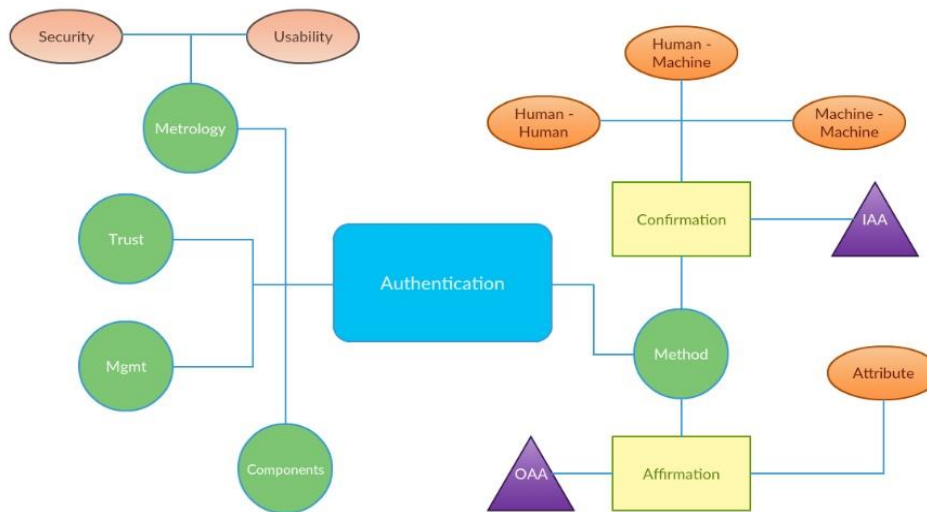 Security
Usability
Human -
Machine
Metrology
Human -
Human
Machine -
Machine
Confirmation
IAA
Trust
Authentication
Method
Mgmt
Attribute
Components
OAA
Affirmation